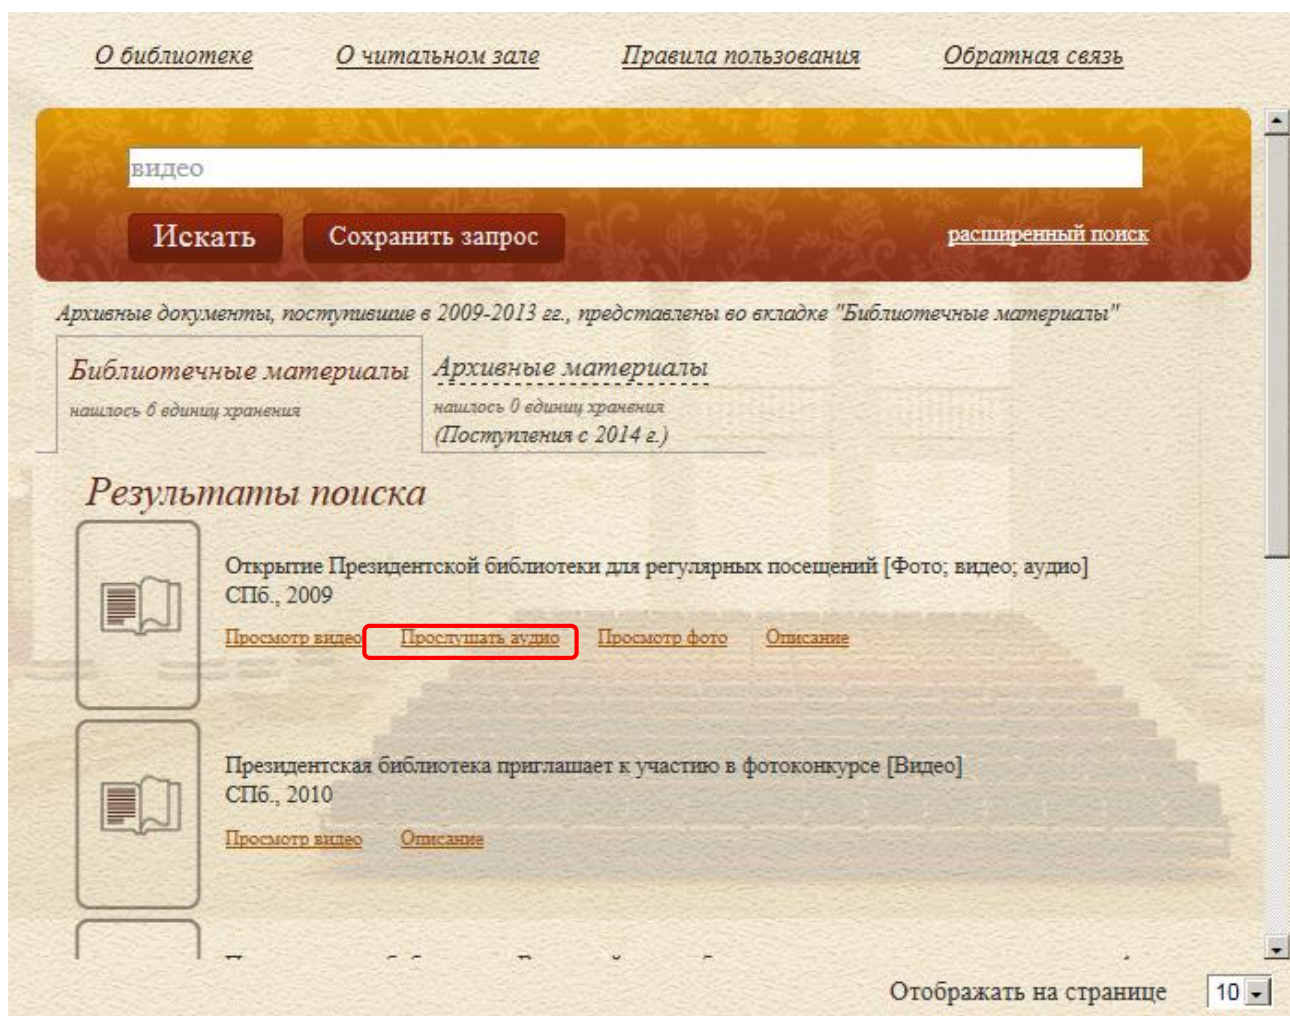 О библиотеке О читальном зале Правила пользования Обратная связь
видео
Искать Сохранить запрос расширенный поиск
Архивные документы, поступившие в 2009-2013 гг., представлены во вкладке "Библиотечные материалы"
Библиотечные материалы Архивные материалы
нашлось 6 единиц хранения нашлось 0 единиц хранения
(Поступления с 2014 г.)
Результаты поиска
Открытие Президентской библиотеки для регулярных посещений [Фото; видео; аудио]
СПб., 2009
Просмотр видео Прослушать аудио Просмотр фото Описание
Президентская библиотека приглашает к участию в фотоконкурсе [Видео]
СПб., 2010
Просмотр видео Описание
Отображать на странице 10